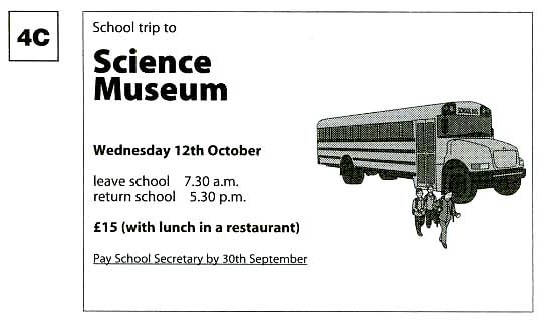 4C
School trip to
Science
Museum
Wednesday 12th October
leave school 7.30 a.m.
return school 5.30 p.m.
£15 (with lunch in a restaurant)
Pay School Secretary by 30th September